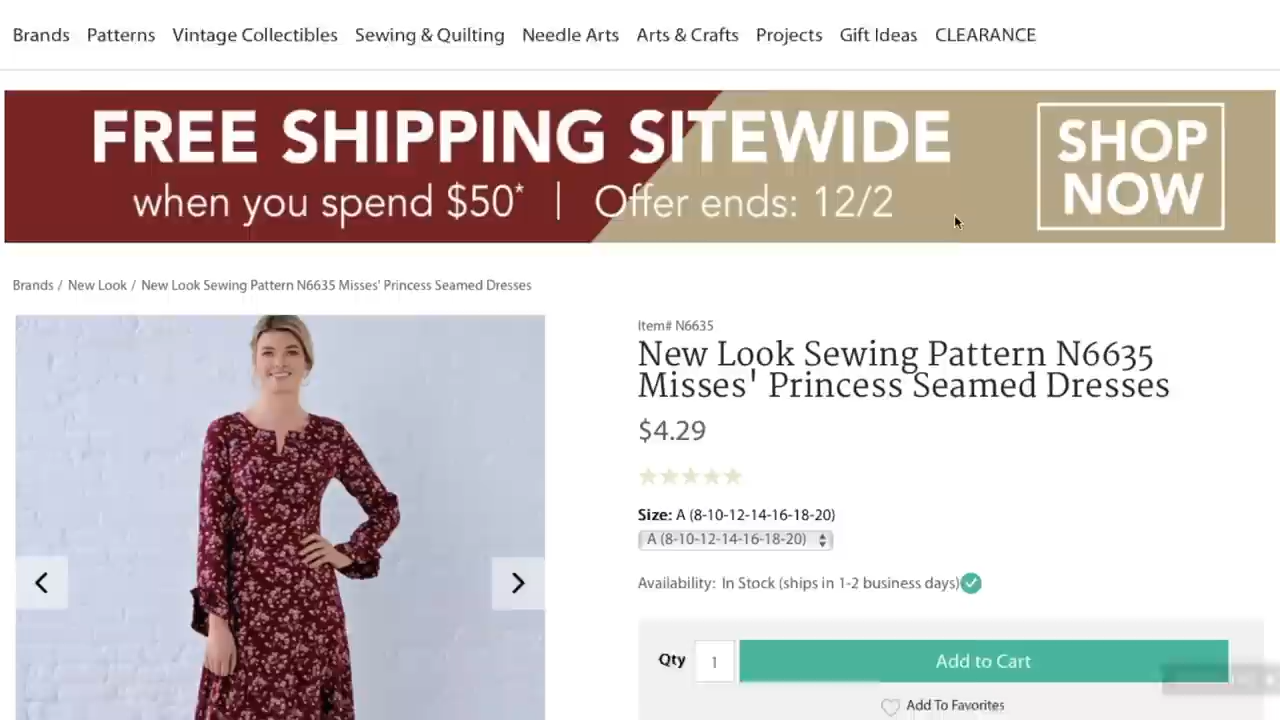 Brands Patterns Vintage Collectibles Sewing & Quilting Needle Arts Arts & Crafts Projects Gift Ideas CLEARANCE
FREE SHIPPING SITEWIDE
when you spend $50* | Offer ends: 12/2
SHOP
NOW
Brands / New Look / New Look Sewing Pattern N6635 Misses' Princess Seamed Dresses
Item# N6635
New Look Sewing Pattern N6635
Misses' Princess Seamed Dresses
$4.29
Size: A (8-10-12-14-16-18-20)
A (8-10-12-14-16-18-20)
Availability: In Stock (ships in 1-2 business days)
Qty 1 Add to Cart
Add To Favorites